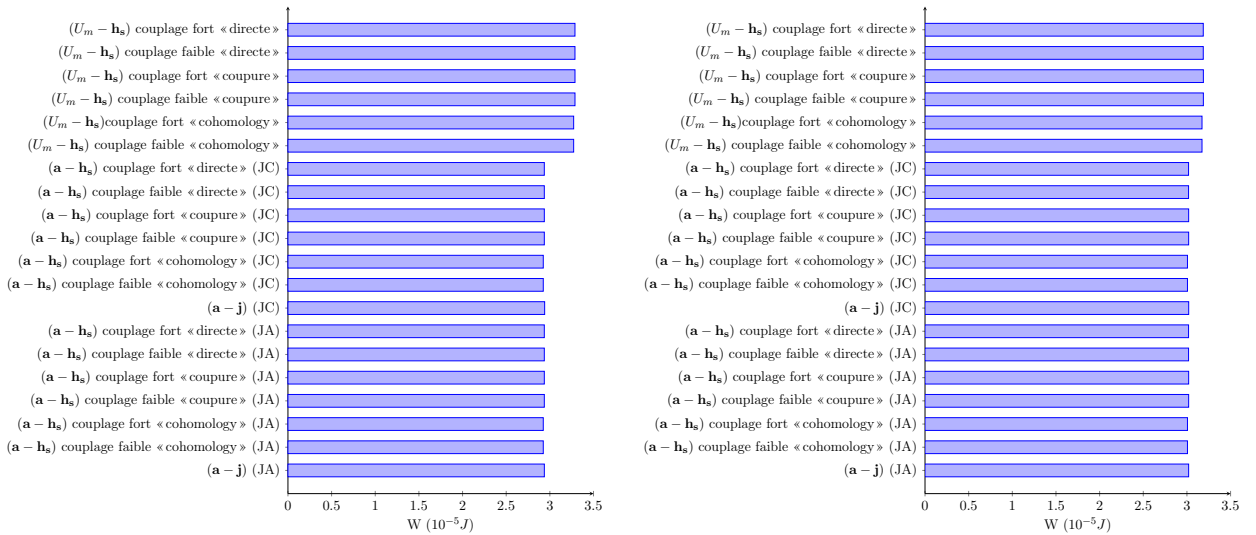 (U_m − h_s) couplage fort «directe»
(U_m − h_s) couplage faible «directe»
(U_m − h_s) couplage fort «coupure»
(U_m − h_s) couplage faible «coupure»
(U_m − h_s)couplage fort «cohomology»
(U_m − h_s) couplage faible «cohomology»
(a − h_s) couplage fort «directe» (JC)
(a − h_s) couplage faible «directe» (JC)
(a − h_s) couplage fort «coupure» (JC)
(a − h_s) couplage faible «coupure» (JC)
(a − h_s) couplage fort «cohomology» (JC)
(a − h_s) couplage faible «cohomology» (JC)
(a − j) (JC)
(a − h_s) couplage fort «directe» (JA)
(a − h_s) couplage faible «directe» (JA)
(a − h_s) couplage fort «coupure» (JA)
(a − h_s) couplage faible «coupure» (JA)
(a − h_s) couplage fort «cohomology» (JA)
(a − h_s) couplage faible «cohomology» (JA)
(a − j) (JA)
0 0.5 1 1.5 2 2.5 3 3.5
W (10^{−5}J)
(U_m − h_s) couplage fort «directe»
(U_m − h_s) couplage faible «directe»
(U_m − h_s) couplage fort «coupure»
(U_m − h_s) couplage faible «coupure»
(U_m − h_s)couplage fort «cohomology»
(U_m − h_s) couplage faible «cohomology»
(a − h_s) couplage fort «directe» (JC)
(a − h_s) couplage faible «directe» (JC)
(a − h_s) couplage fort «coupure» (JC)
(a − h_s) couplage faible «coupure» (JC)
(a − h_s) couplage fort «cohomology» (JC)
(a − h_s) couplage faible «cohomology» (JC)
(a − j) (JC)
(a − h_s) couplage fort «directe» (JA)
(a − h_s) couplage faible «directe» (JA)
(a − h_s) couplage fort «coupure» (JA)
(a − h_s) couplage faible «coupure» (JA)
(a − h_s) couplage fort «cohomology» (JA)
(a − h_s) couplage faible «cohomology» (JA)
(a − j) (JA)
0 0.5 1 1.5 2 2.5 3 3.5
W (10^{−5}J)